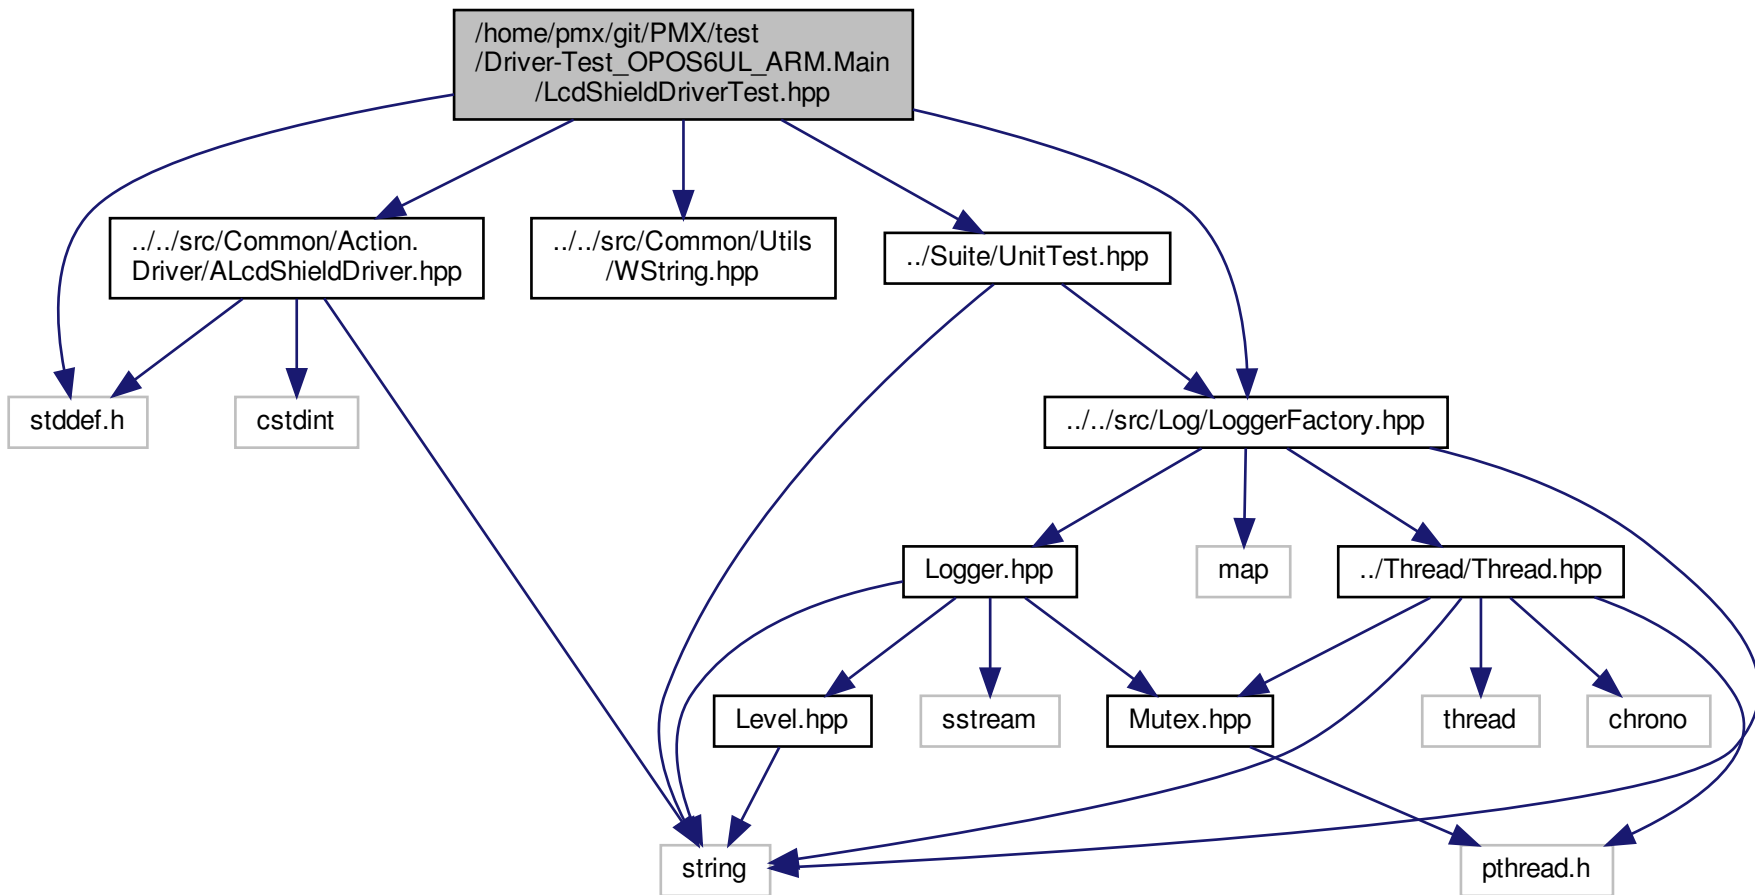 /home/pmx/git/PMX/test
/Driver-Test_OPOS6UL_ARM.Main
/LcdShieldDriverTest.hpp
../../src/Common/Action.
Driver/ALcdShieldDriver.hpp
../../src/Common/Utils
/WString.hpp
../Suite/UnitTest.hpp
stddef.h
cstdint
../../src/Log/LoggerFactory.hpp
Logger.hpp
map
../Thread/Thread.hpp
Level.hpp
sstream
Mutex.hpp
thread
chrono
string
pthread.h